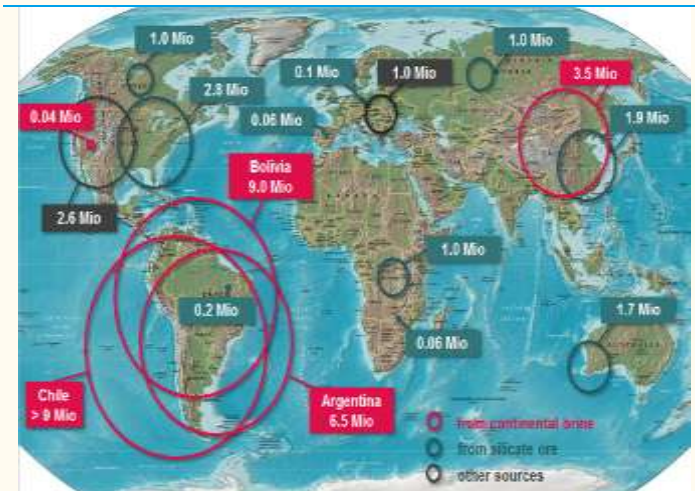 1.0 Mio
1.0 Mio
0.1 Mio
1.0 Mio
3.5 Mio
2.8 Mio
0.04 Mio
0.06 Mio
1.9 Mio
Bolivia
9.0 Mio
2.6 Mio
1.0 Mio
0.2 Mio
1.7 Mio
0.06 Mio
Chile
> 9 Mio
Argentina
6.5 Mio
from continental brine
from silicate ore
other sources